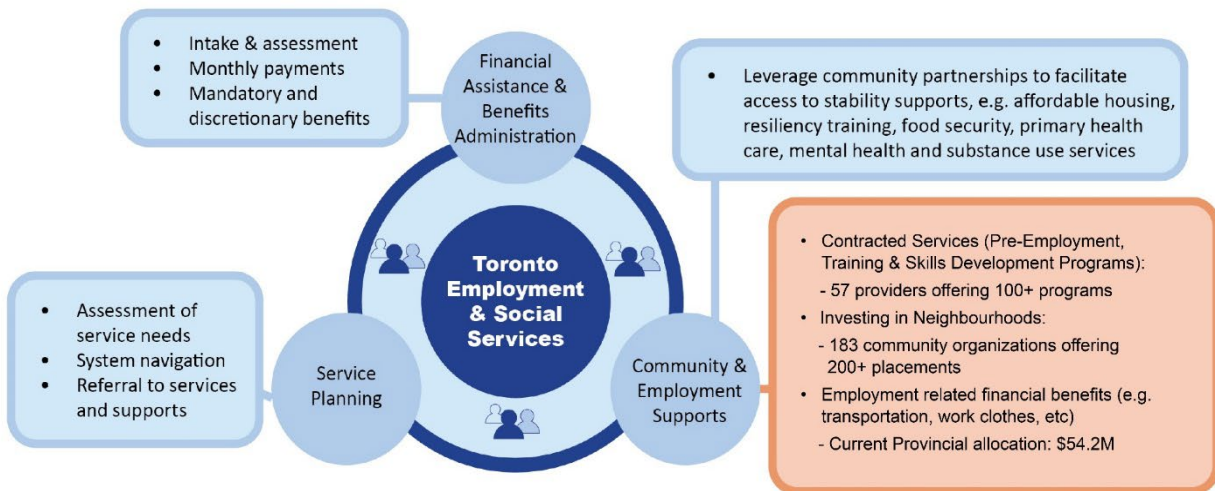 • Intake & assessment
• Monthly payments
• Mandatory and
discretionary benefits
Financial
Assistance &
Benefits
Administration
• Leverage community partnerships to facilitate
access to stability supports, e.g. affordable housing,
resiliency training, food security, primary health
care, mental health and substance use services
Toronto
Employment
& Social
Services
• Assessment of
service needs
• System navigation
• Referral to services
and supports
Service
Planning
Community &
Employment
Supports
• Contracted Services (Pre-Employment,
Training & Skills Development Programs):
- 57 providers offering 100+ programs
• Investing in Neighbourhoods:
- 183 community organizations offering
200+ placements
• Employment related financial benefits (e.g.
transportation, work clothes, etc)
- Current Provincial allocation: $54.2M